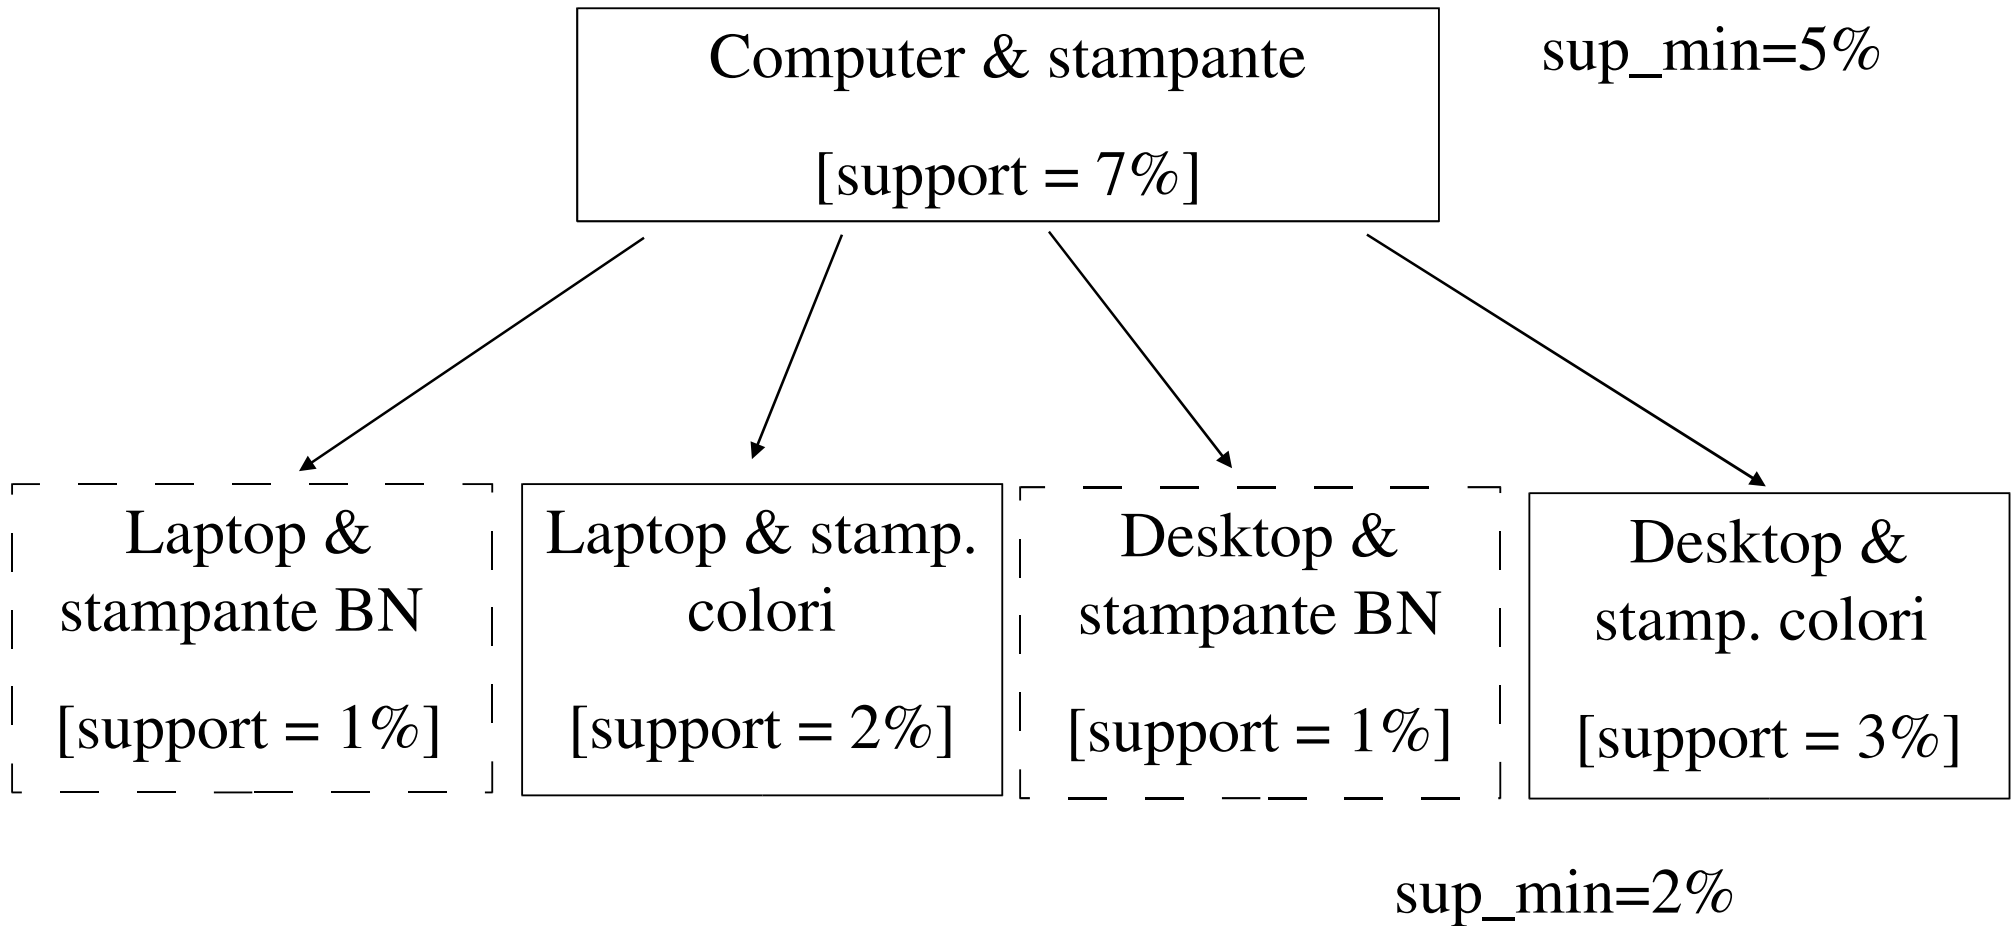 Computer & stampante
[support = 7%]
sup_min=5%
Laptop &
stampante BN
[support = 1%]
Laptop & stamp.
colori
[support = 2%]
Desktop &
stampante BN
[support = 1%]
Desktop &
stamp. colori
[support = 3%]
sup_min=2%